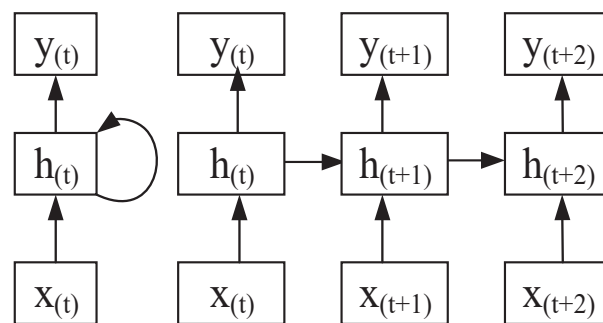 y(t) y(t) y(t+1) y(t+2)
h(t) h(t) h(t+1) h(t+2)
x(t) x(t) x(t+1) x(t+2)